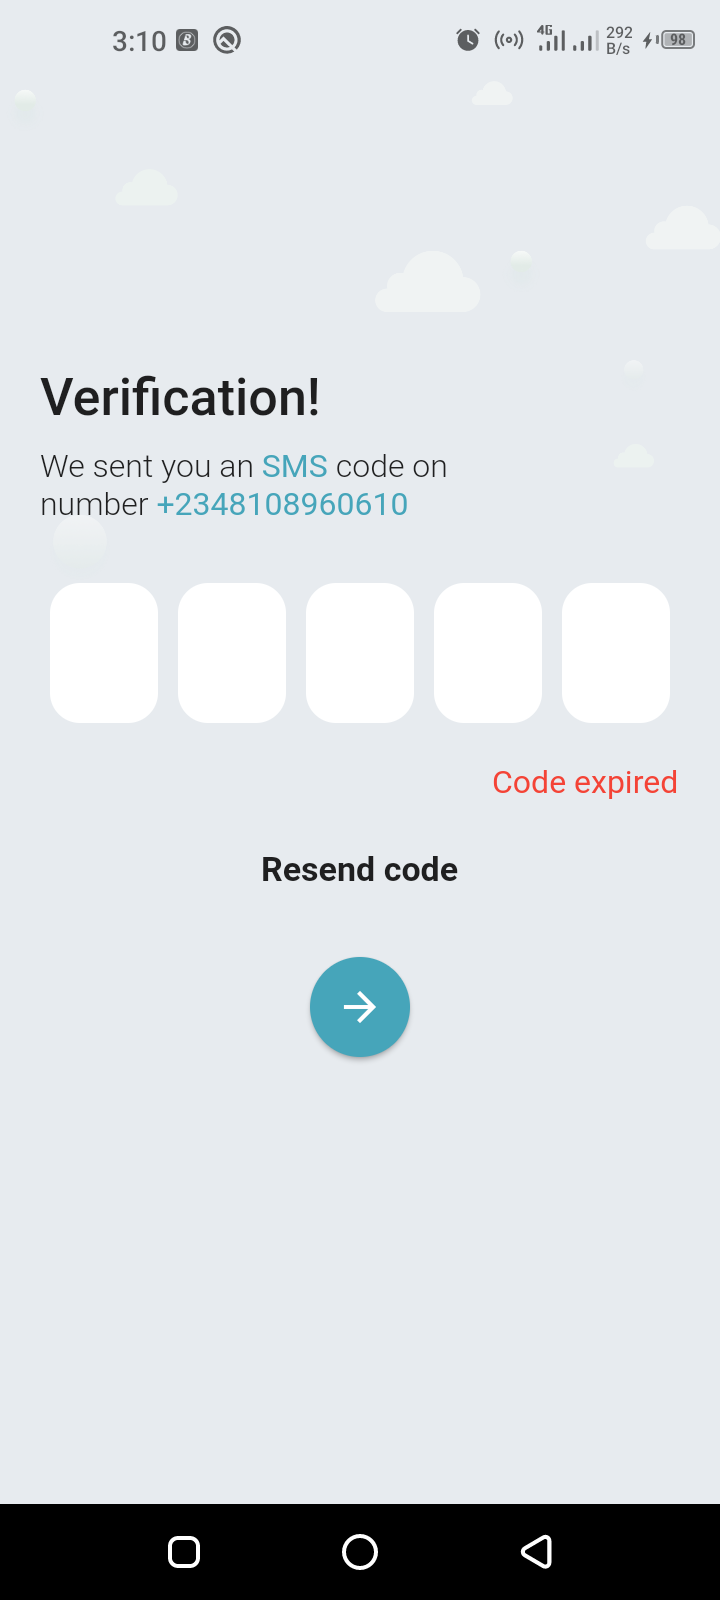 3:10
4G
292
B/s
98
Verification!
We sent you an SMS code on
number +2348108960610
Code expired
Resend code